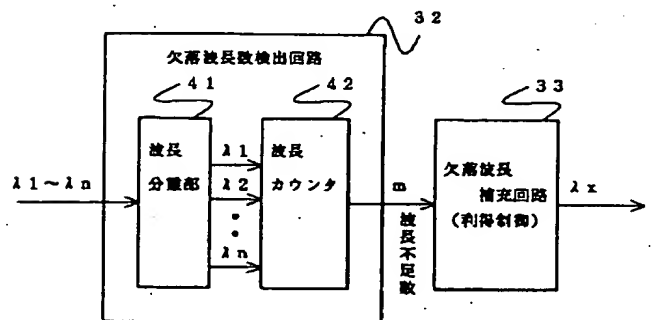 32
欠落波長数検出回路
41
42
33
波長
分離部
λ1
λ2
λn
波長
カウンタ
λ1~λn
m
波長不足数
欠落波長
補充回路
(利得制御)
λx